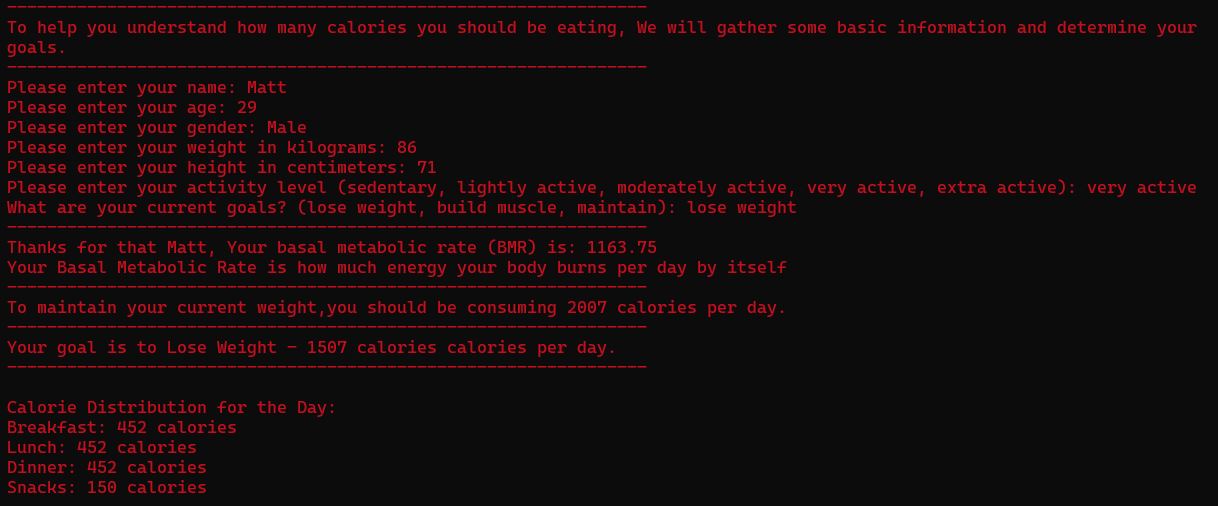 ----------------------------------------------------------------
To help you understand how many calories you should be eating, We will gather some basic information and determine your
goals.
----------------------------------------------------------------
Please enter your name: Matt
Please enter your age: 29
Please enter your gender: Male
Please enter your weight in kilograms: 86
Please enter your height in centimeters: 71
Please enter your activity level (sedentary, lightly active, moderately active, very active, extra active): very active
What are your current goals? (lose weight, build muscle, maintain): lose weight
----------------------------------------------------------------
Thanks for that Matt, Your basal metabolic rate (BMR) is: 1163.75
Your Basal Metabolic Rate is how much energy your body burns per day by itself
----------------------------------------------------------------
To maintain your current weight,you should be consuming 2007 calories per day.
----------------------------------------------------------------
Your goal is to Lose Weight - 1507 calories calories per day.
----------------------------------------------------------------
Calorie Distribution for the Day:
Breakfast: 452 calories
Lunch: 452 calories
Dinner: 452 calories
Snacks: 150 calories